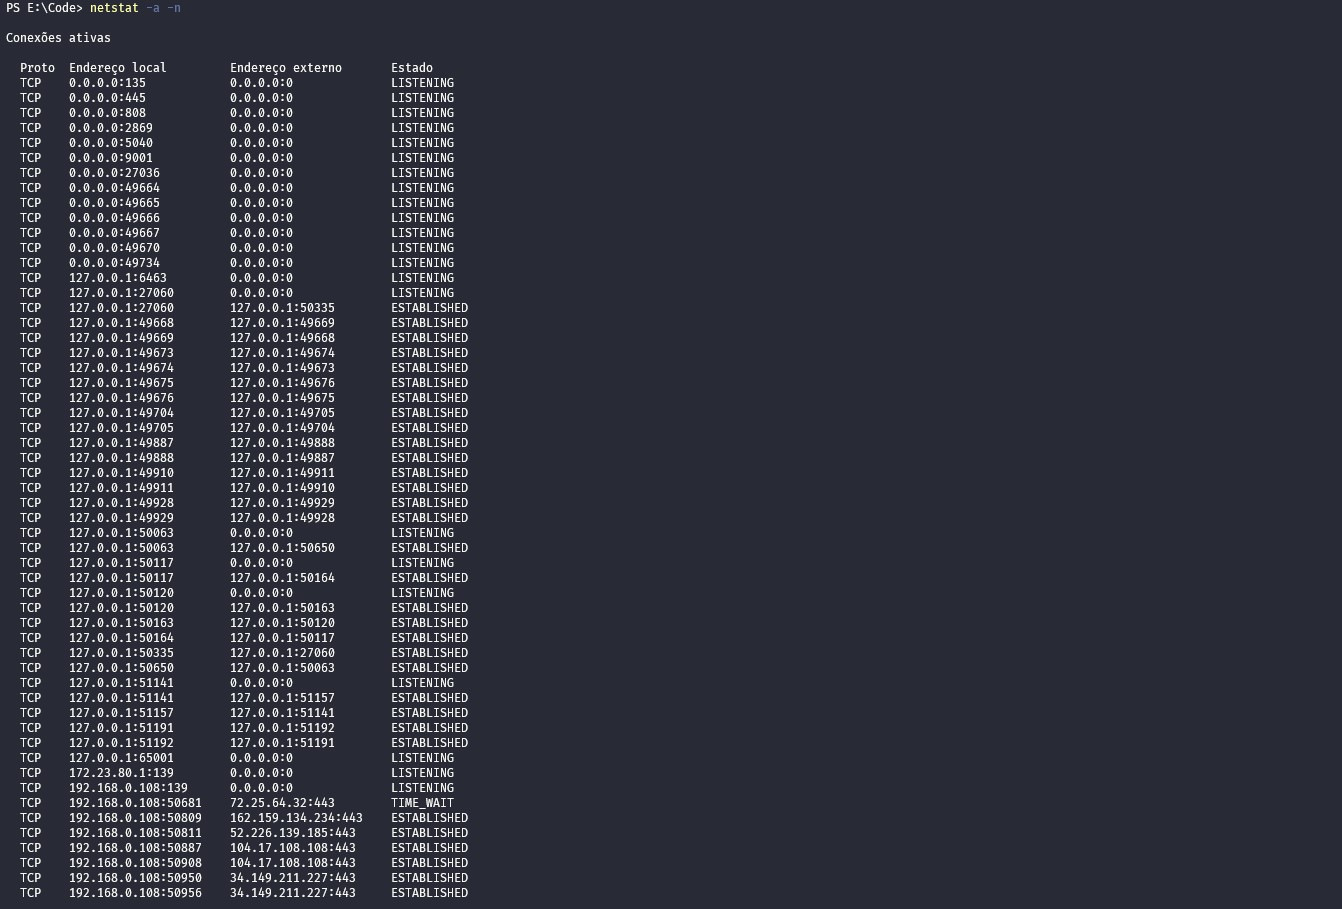 PS E:\Code> netstat -a -n
Conexões ativas
Proto  Endereço local         Endereço externo       Estado
TCP    0.0.0.0:135            0.0.0.0:0              LISTENING
TCP    0.0.0.0:445            0.0.0.0:0              LISTENING
TCP    0.0.0.0:808            0.0.0.0:0              LISTENING
TCP    0.0.0.0:2869           0.0.0.0:0              LISTENING
TCP    0.0.0.0:5040           0.0.0.0:0              LISTENING
TCP    0.0.0.0:9001           0.0.0.0:0              LISTENING
TCP    0.0.0.0:27036          0.0.0.0:0              LISTENING
TCP    0.0.0.0:49664          0.0.0.0:0              LISTENING
TCP    0.0.0.0:49665          0.0.0.0:0              LISTENING
TCP    0.0.0.0:49666          0.0.0.0:0              LISTENING
TCP    0.0.0.0:49667          0.0.0.0:0              LISTENING
TCP    0.0.0.0:49670          0.0.0.0:0              LISTENING
TCP    0.0.0.0:49734          0.0.0.0:0              LISTENING
TCP    127.0.0.1:6463         0.0.0.0:0              LISTENING
TCP    127.0.0.1:27060        0.0.0.0:0              LISTENING
TCP    127.0.0.1:27060        127.0.0.1:50335        ESTABLISHED
TCP    127.0.0.1:49668        127.0.0.1:49669        ESTABLISHED
TCP    127.0.0.1:49669        127.0.0.1:49668        ESTABLISHED
TCP    127.0.0.1:49673        127.0.0.1:49674        ESTABLISHED
TCP    127.0.0.1:49674        127.0.0.1:49673        ESTABLISHED
TCP    127.0.0.1:49675        127.0.0.1:49676        ESTABLISHED
TCP    127.0.0.1:49676        127.0.0.1:49675        ESTABLISHED
TCP    127.0.0.1:49704        127.0.0.1:49705        ESTABLISHED
TCP    127.0.0.1:49705        127.0.0.1:49704        ESTABLISHED
TCP    127.0.0.1:49887        127.0.0.1:49888        ESTABLISHED
TCP    127.0.0.1:49888        127.0.0.1:49887        ESTABLISHED
TCP    127.0.0.1:49910        127.0.0.1:49911        ESTABLISHED
TCP    127.0.0.1:49911        127.0.0.1:49910        ESTABLISHED
TCP    127.0.0.1:49928        127.0.0.1:49929        ESTABLISHED
TCP    127.0.0.1:49929        127.0.0.1:49928        ESTABLISHED
TCP    127.0.0.1:50063        0.0.0.0:0              LISTENING
TCP    127.0.0.1:50063        127.0.0.1:50650        ESTABLISHED
TCP    127.0.0.1:50117        0.0.0.0:0              LISTENING
TCP    127.0.0.1:50117        127.0.0.1:50164        ESTABLISHED
TCP    127.0.0.1:50120        0.0.0.0:0              LISTENING
TCP    127.0.0.1:50120        127.0.0.1:50163        ESTABLISHED
TCP    127.0.0.1:50163        127.0.0.1:50120        ESTABLISHED
TCP    127.0.0.1:50164        127.0.0.1:50117        ESTABLISHED
TCP    127.0.0.1:50335        127.0.0.1:27060        ESTABLISHED
TCP    127.0.0.1:50650        127.0.0.1:50063        ESTABLISHED
TCP    127.0.0.1:51141        0.0.0.0:0              LISTENING
TCP    127.0.0.1:51141        127.0.0.1:51157        ESTABLISHED
TCP    127.0.0.1:51157        127.0.0.1:51141        ESTABLISHED
TCP    127.0.0.1:51191        127.0.0.1:51192        ESTABLISHED
TCP    127.0.0.1:51192        127.0.0.1:51191        ESTABLISHED
TCP    127.0.0.1:65001        0.0.0.0:0              LISTENING
TCP    172.23.80.1:139        0.0.0.0:0              LISTENING
TCP    192.168.0.108:139      0.0.0.0:0              LISTENING
TCP    192.168.0.108:50681    72.25.64.32:443        TIME_WAIT
TCP    192.168.0.108:50809    162.159.134.234:443    ESTABLISHED
TCP    192.168.0.108:50811    52.226.139.185:443     ESTABLISHED
TCP    192.168.0.108:50887    104.17.108.108:443     ESTABLISHED
TCP    192.168.0.108:50908    104.17.108.108:443     ESTABLISHED
TCP    192.168.0.108:50950    34.149.211.227:443     ESTABLISHED
TCP    192.168.0.108:50956    34.149.211.227:443     ESTABLISHED